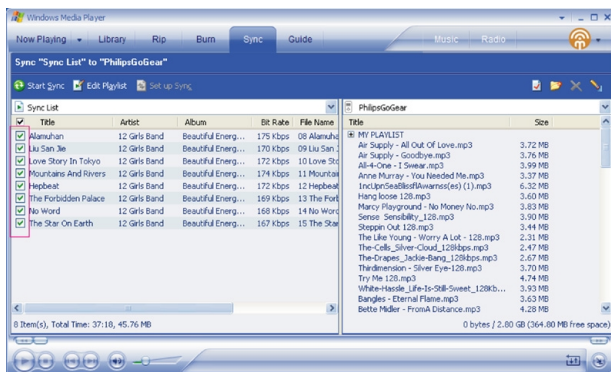 Windows Media Player
Now Playing Library Rip Burn Sync Guide Music Radio
Sync "Sync List" to "PhilipsGoGear"
Start Sync Edit Playlist Set up Sync
Sync List PhilipsGoGear
Title Artist Album Bit Rate File Name Title Size
Alamuhan 12 Girls Band Beautiful Energ... 175 Kbps 08 Alamuha
Liu San Jie 12 Girls Band Beautiful Energ... 170 Kbps 09 Liu San J
Love Story In Tokyo 12 Girls Band Beautiful Energ... 172 Kbps 10 Love Sto
Mountains And Rivers 12 Girls Band Beautiful Energ... 174 Kbps 11 Mountai
Hepbeat 12 Girls Band Beautiful Energ... 172 Kbps 12 Hepbeat
The Forbidden Palace 12 Girls Band Beautiful Energ... 169 Kbps 13 The Forb
No Word 12 Girls Band Beautiful Energ... 168 Kbps 14 No Word
The Star On Earth 12 Girls Band Beautiful Energ... 167 Kbps 15 The Star
MY PLAYLIST
Air Supply - All Out Of Love.mp3 3.72 MB
Air Supply - Goodbye.mp3 3.76 MB
All-4-One - I Swear.mp3 3.99 MB
Anne Murray - You Needed Me.mp3 3.37 MB
1ncUpnSeaBlissflAwarnss(es) (1).mp3 6.32 MB
Hang loose 128.mp3 3.60 MB
Marcy Playground - No Money No.mp3 3.83 MB
Sense Sensibility_128.mp3 3.90 MB
Steppin Out 128.mp3 3.44 MB
The Like Young - Worry A Lot - 128.mp3 2.31 MB
The-Cells_Silver-Cloud_128kbps.mp3 2.47 MB
The-Drapes_Jackie-Bang_128kbps.mp3 2.67 MB
Thirdimension - Silver Eye-128.mp3 3.70 MB
Try Me 128.mp3 4.74 MB
White-Hassle_Life-Is-Still-Sweet_128Kb... 3.93 MB
Bangles - Eternal Flame.mp3 3.63 MB
Bette Midler - FromA Distance.mp3 4.28 MB
8 Item(s), Total Time: 37:18, 45.76 MB 0 bytes / 2.80 GB (364.80 MB free space)